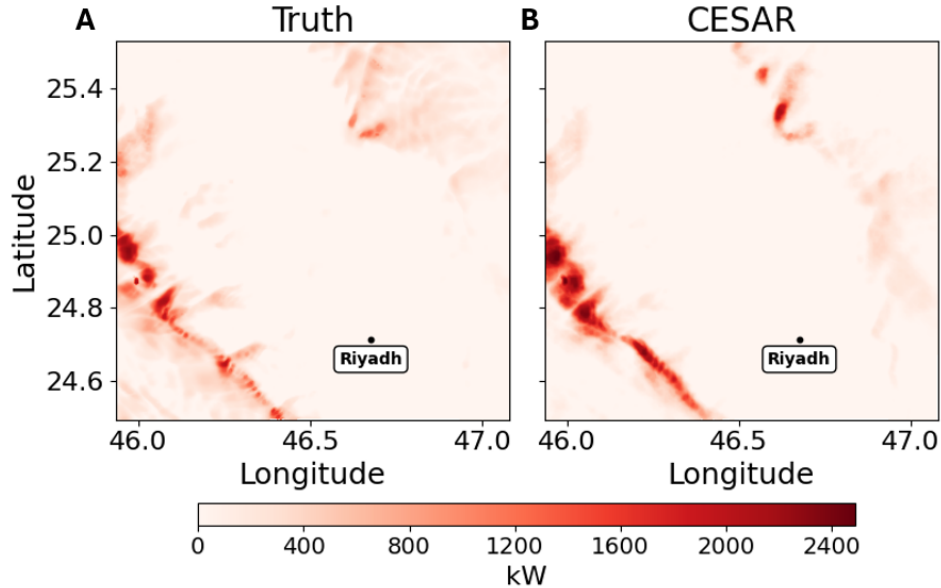 A Truth
B CESAR
Latitude
25.4
25.2
25.0
24.8
24.6
Riyadh
Riyadh
46.0 46.5 47.0
46.0 46.5 47.0
Longitude
Longitude
0 400 800 1200 1600 2000 2400
kW